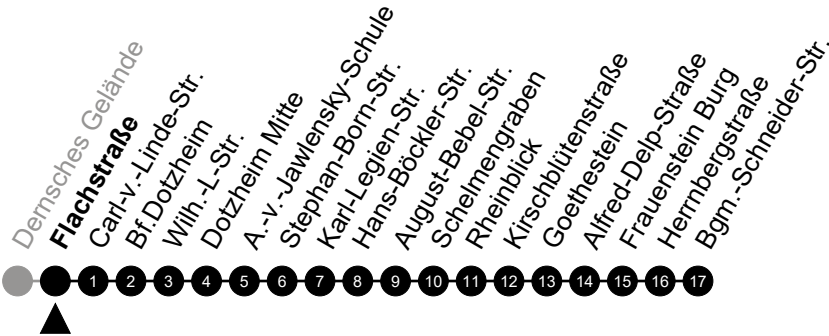 Dernsches Gelände
Flachstraße
Carl-v.-Linde-Str.
Bf.Dotzheim
Wilh.-L-Str.
Dotzheim Mitte
A.-v.-Jawlensky-Schule
Stephan-Born-Str.
Karl-Legien-Str.
Hans-Böckler-Str.
August-Bebel-Str.
Schelmengraben
Rheinblick
Kirschblütenstraße
Goethestein
Alfred-Delp-Straße
Frauenstein Burg
Herrnbergstraße
Bgm.-Schneider-Str.
1 2 3 4 5 6 7 8 9 10 11 12 13 14 15 16 17